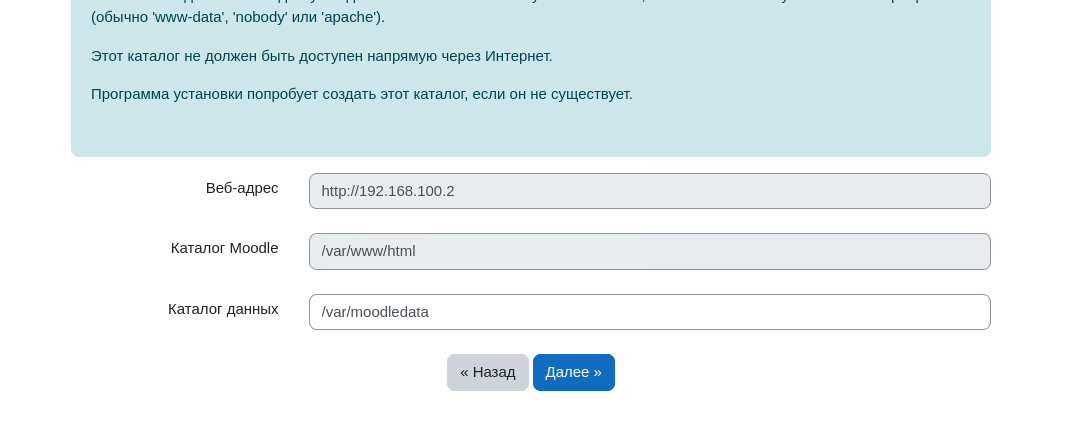 (обычно 'www-data', 'nobody' или 'apache').
Этот каталог не должен быть доступен напрямую через Интернет.
Программа установки попробует создать этот каталог, если он не существует.
Веб-адрес
http://192.168.100.2
Каталог Moodle
/var/www/html
Каталог данных
/var/moodledata
« Назад
Далее »